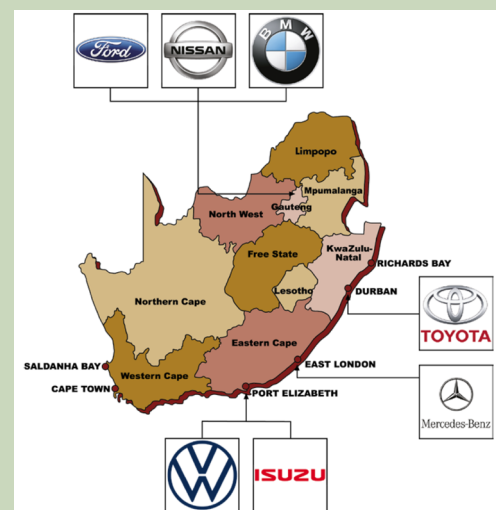 Ford
NISSAN
BMW
Limpopo
Mpumalanga
Gauteng
North West
KwaZulu-
Natal
Free State
RICHARDS BAY
Lesotho
DURBAN
Northern Cape
TOYOTA
Eastern Cape
SALDANHA BAY
EAST LONDON
Western Cape
CAPE TOWN
PORT ELIZABETH
Mercedes-Benz
VW
ISUZU